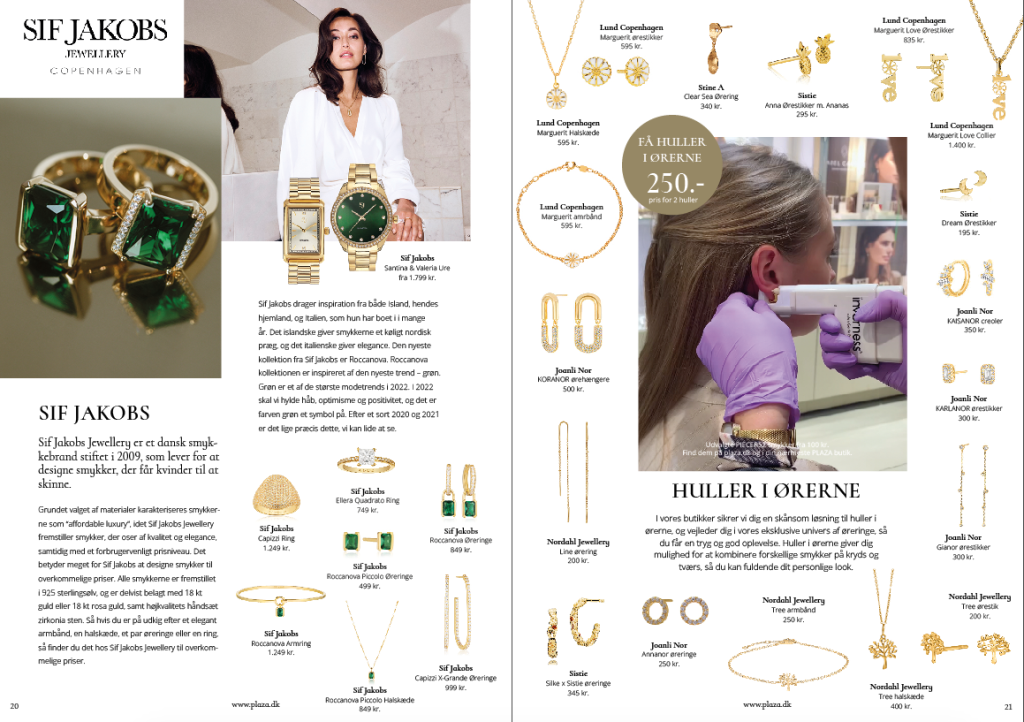 SIF JAKOBS
JEWELLERY
COPENHAGEN
Sif Jakobs
Santina & Valeria Ure
fra 1.799 kr.
Sif Jakobs drager inspiration fra både Island, hendes
hjemland, og Italien, som hun har boet i i mange
år. Det islandske giver smykkerne et køligt nordisk
præg, og det italienske giver elegance. Den nyeste
kollektion fra Sif Jakobs er Roccanova. Roccanova
kollektionen er inspireret af den nyeste trend – grøn.
Grøn er et af de største modetrends i 2022. I 2022
skal vi hylde håb, optimisme og positivitet, og det er
farven grøn et symbol på. Efter et sort 2020 og 2021
er det lige præcis dette, vi kan lide at se.
SIF JAKOBS
Sif Jakobs Jewellery er et dansk smyk-
kebrand stiftet i 2009, som lever for at
designe smykker, der får kvinder til at
skinne.
Grundet valget af materialer karakteriseres smykker-
ne som “affordable luxury”, idet Sif Jakobs Jewellery
fremstiller smykker, der oser af kvalitet og elegance,
samtidig med et forbrugervenligt prisniveau. Det
betyder meget for Sif Jakobs at designe smykker til
overkommelige priser. Alle smykkerne er fremstillet
i 925 sterlingsølv, og er delvist belagt med 18 kt
guld eller 18 kt rosa guld, samt højkvalitets håndsæt
zirkonia sten. Så hvis du er på udkig efter et elegant
armbånd, en halskæde, et par øreringe eller en ring,
så finder du det hos Sif Jakobs Jewellery til overkom-
melige priser.
Sif Jakobs
Ellera Quadrato Ring
749 kr.
Sif Jakobs
Capizzi Ring
1.249 kr.
Sif Jakobs
Roccanova Øreringe
849 kr.
Sif Jakobs
Roccanova Piccolo Øreringe
499 kr.
Sif Jakobs
Roccanova Armring
1.249 kr.
Sif Jakobs
Capizzi X-Grande Øreringe
999 kr.
Sif Jakobs
Roccanova Piccolo Halskæde
849 kr.
20
www.plaza.dk
Lund Copenhagen
Marguerit ørestikker
595 kr.
Lund Copenhagen
Marguerit Love Ørestikker
835 kr.
Stine A
Clear Sea Ørering
340 kr.
Sistie
Anna Ørestikker m. Ananas
295 kr.
Lund Copenhagen
Marguerit Halskæde
595 kr.
Lund Copenhagen
Marguerit Love Collier
1.400 kr.
FÅ HULLER
I ØRERNE
250.-
pris for 2 huller
Lund Copenhagen
Marguerit amrbånd
595 kr.
Sistie
Dream Ørestikker
195 kr.
inverness
Joanli Nor
KAISANOR creoler
350 kr.
Joanli Nor
KORANOR ørehængere
500 kr.
Joanli Nor
KARLANOR ørestikker
300 kr.
Udvalgte PIERCE52 smykker fra 500 kr.
Find dem på plaza.dk og i din nærmeste PLAZA butik.
HULLER I ØRERNE
I vores butikker sikrer vi dig en skånsom løsning til huller i
ørerne, og vejleder dig i vores eksklusive univers af øreringe, så
du får en tryg og god oplevelse. Huller i ørerne giver dig
mulighed for at kombinere forskellige smykker på kryds og
tværs, så du kan fuldende dit personlige look.
Nordahl Jewellery
Line ørering
200 kr.
Joanli Nor
Gianor ørestikker
300 kr.
Sistie
Silke x Sistie øreringe
345 kr.
Joanli Nor
Annanor øreringe
250 kr.
Nordahl Jewellery
Tree armbånd
250 kr.
Nordahl Jewellery
Tree ørestik
200 kr.
Nordahl Jewellery
Tree halskæde
400 kr.
www.plaza.dk
21